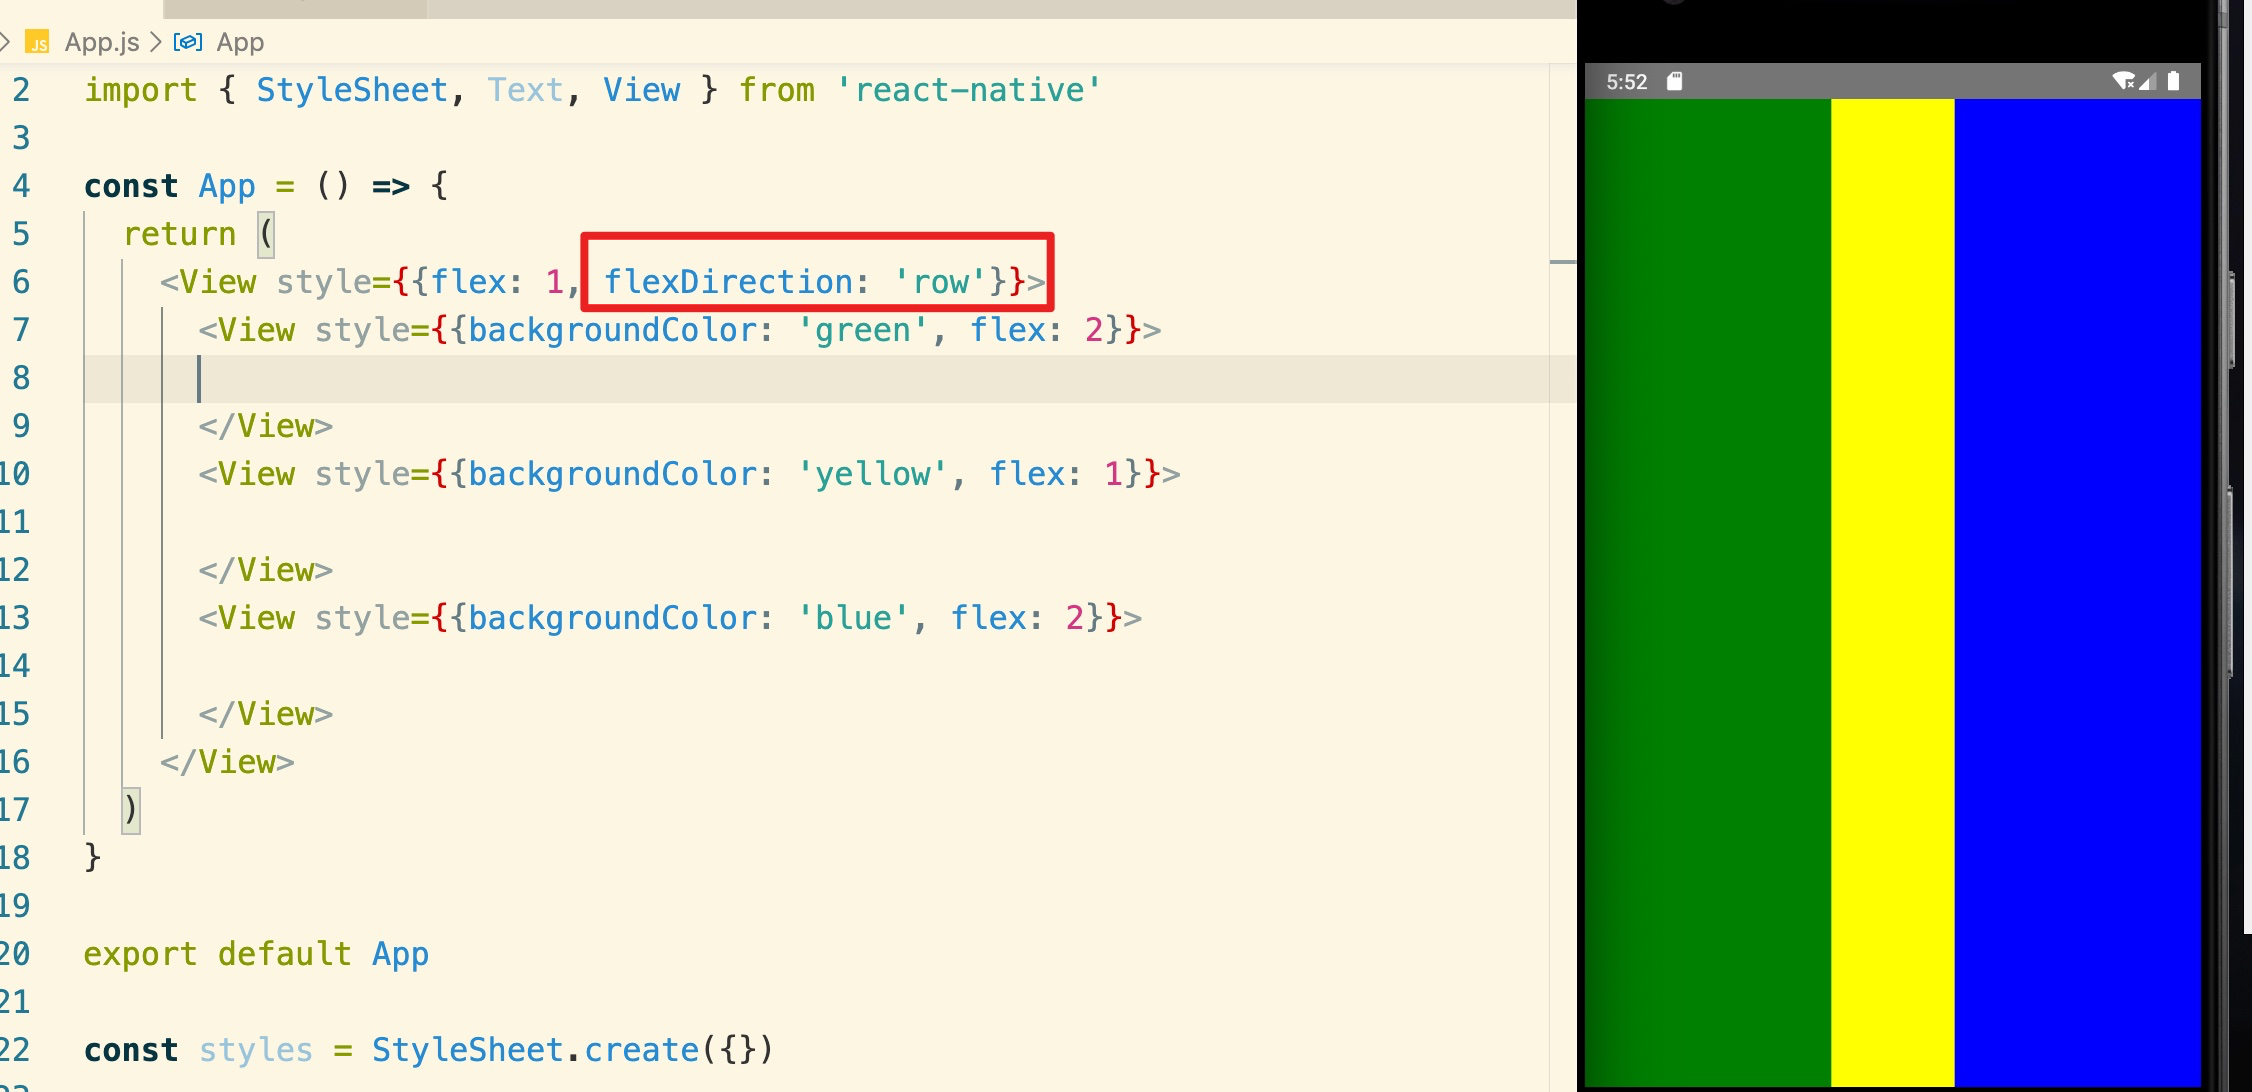 App.js App
5:52
2 import { StyleSheet, Text, View } from 'react-native'
3
4 const App = () => {
5 return (
6 <View style={{flex: 1, flexDirection: 'row'}}>
7 <View style={{backgroundColor: 'green', flex: 2}}>
8
9 </View>
10 <View style={{backgroundColor: 'yellow', flex: 1}}>
11
12 </View>
13 <View style={{backgroundColor: 'blue', flex: 2}}>
14
15 </View>
16 </View>
17 )
18 }
19
20 export default App
21
22 const styles = StyleSheet.create({})